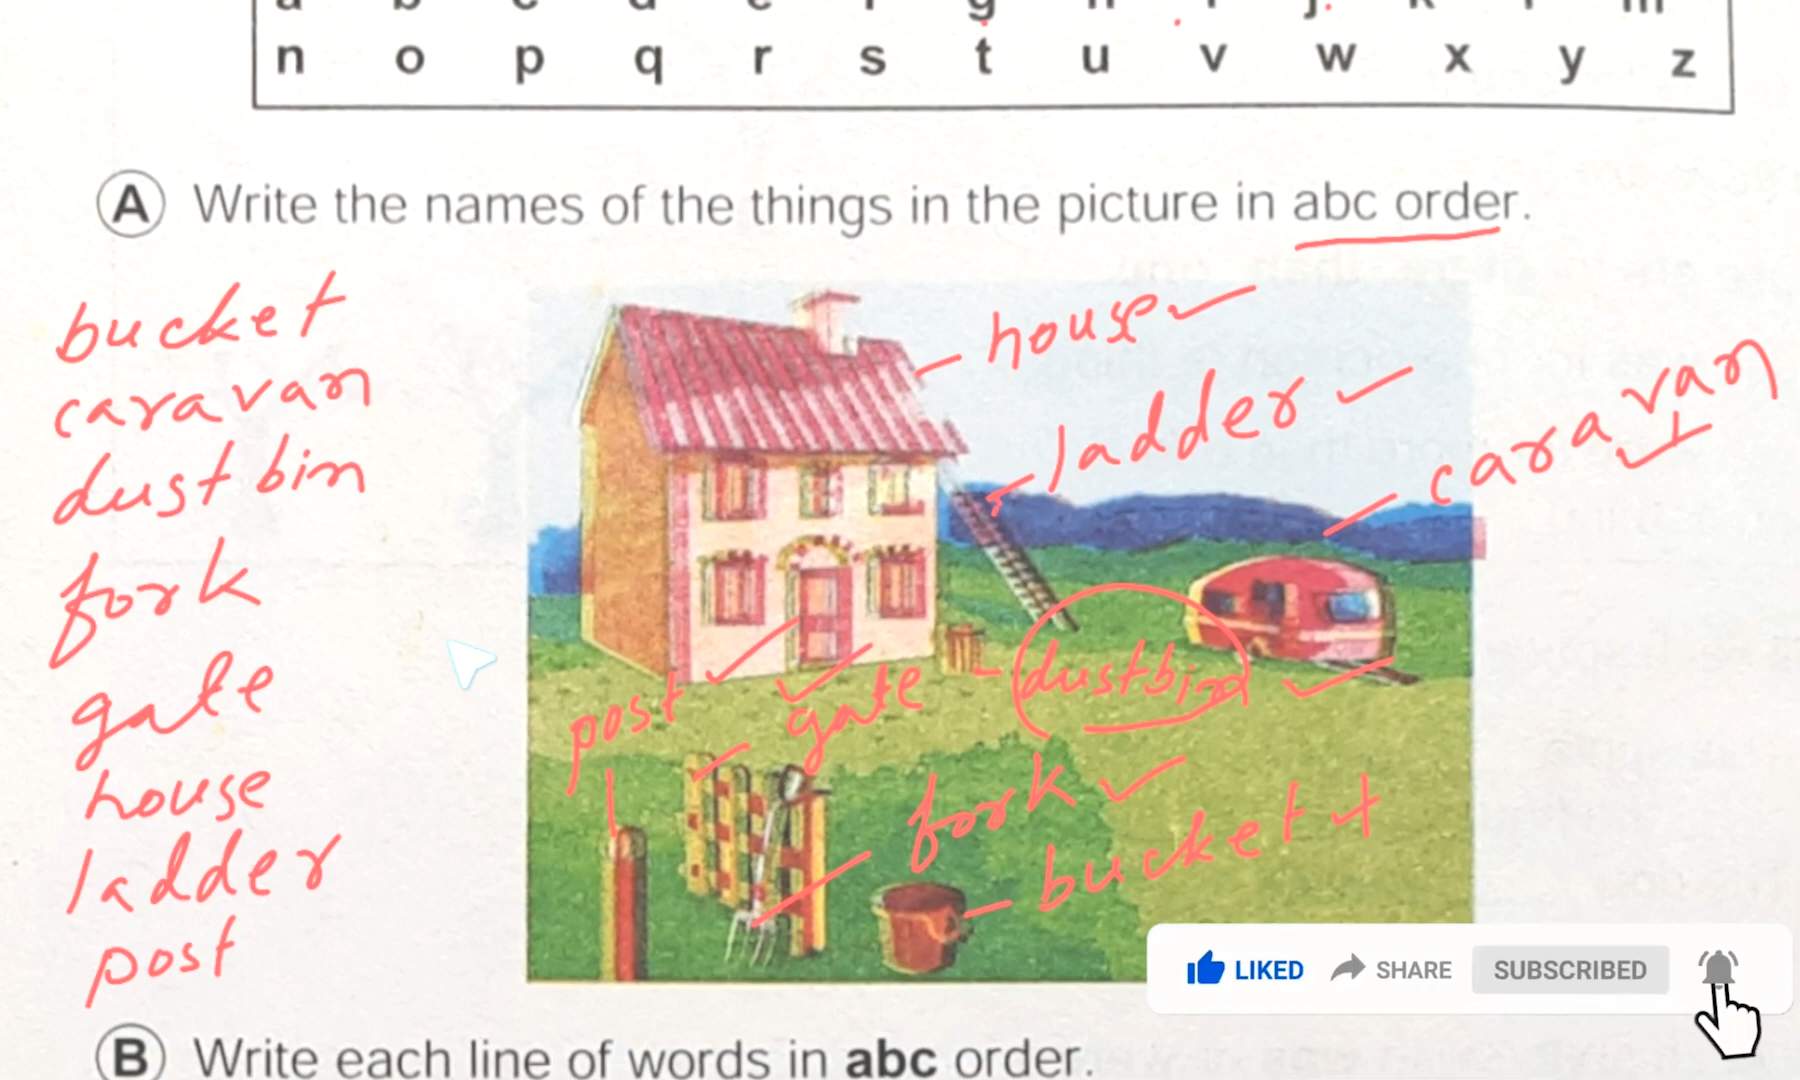 n o p q r s t u v w x y z
A Write the names of the things in the picture in abc order.
bucket
caravan
dustbin
fork
gate
house
ladder
post
house
ladder
caravan
post
gate
dustbin
fork
bucket
LIKED SHARE SUBSCRIBED
B Write each line of words in abc order.